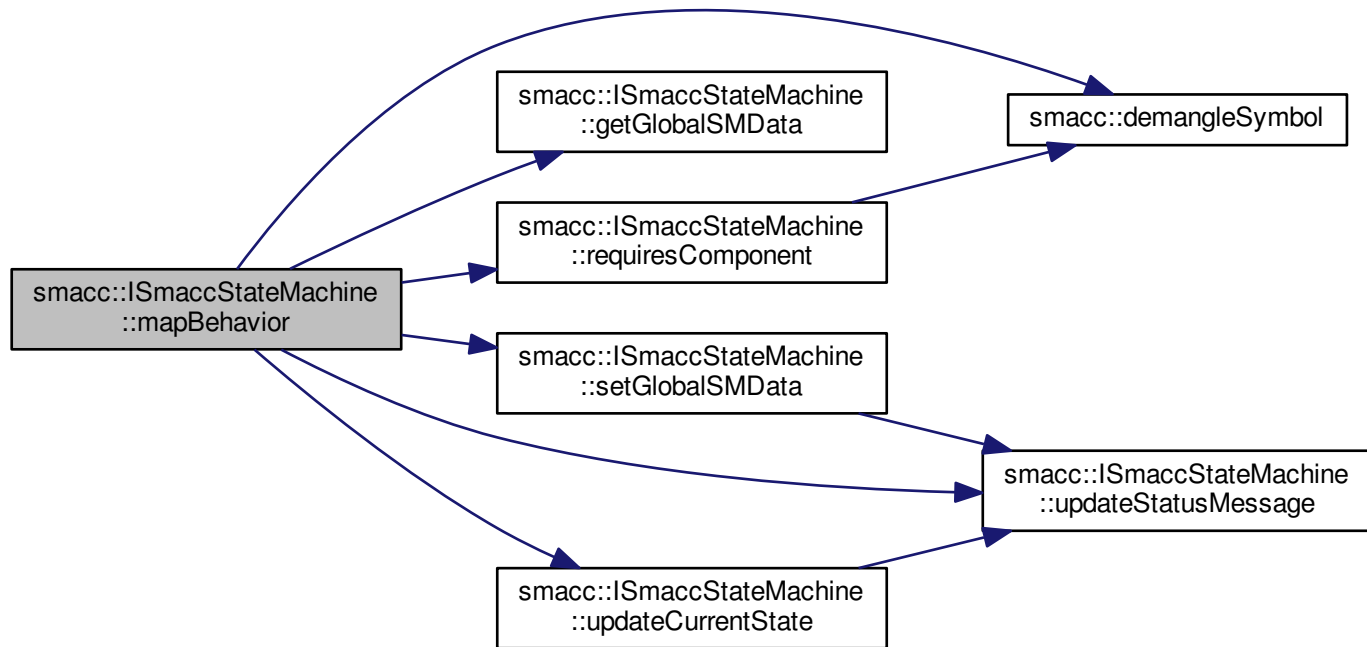 smacc::ISmaccStateMachine
::mapBehavior
smacc::ISmaccStateMachine
::getGlobalSMData
smacc::ISmaccStateMachine
::requiresComponent
smacc::ISmaccStateMachine
::setGlobalSMData
smacc::ISmaccStateMachine
::updateCurrentState
smacc::demangleSymbol
smacc::ISmaccStateMachine
::updateStatusMessage